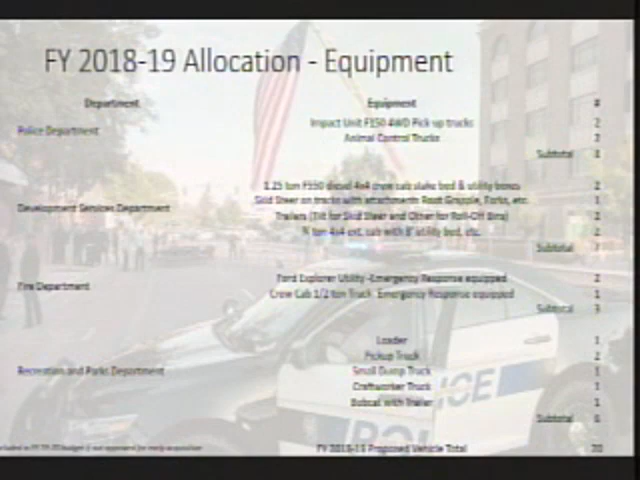 FY 2018-19 Allocation - Equipment
Department Equipment #
Impact Unit F150 4WD Pick up trucks 2
Police Department
Animal Control Trucks 2
Subtotal 4
1.25 ton F550 diesel 4x4 crew cab stake bed & utility boxes 2
Skid Steer on tracks with attachments Root Grapple, Forks, etc. 1
Development Services Department
Trailers (Tilt for Skid Steer and Other for Roll-Off Bins) 2
¾ ton 4x4 ext. cab with 8' utility bed, etc. 2
Subtotal 7
Ford Explorer Utility -Emergency Response equipped 2
Fire Department
Crew Cab 1/2 ton Truck Emergency Response equipped 1
Subtotal 3
Loader 1
Pickup Truck 2
Recreation and Parks Department
Small Dump Truck 1
Craftworker Truck 1
Bobcat with Trailer 1
Subtotal 6
FY 2018-19 Proposed Vehicle Total 20